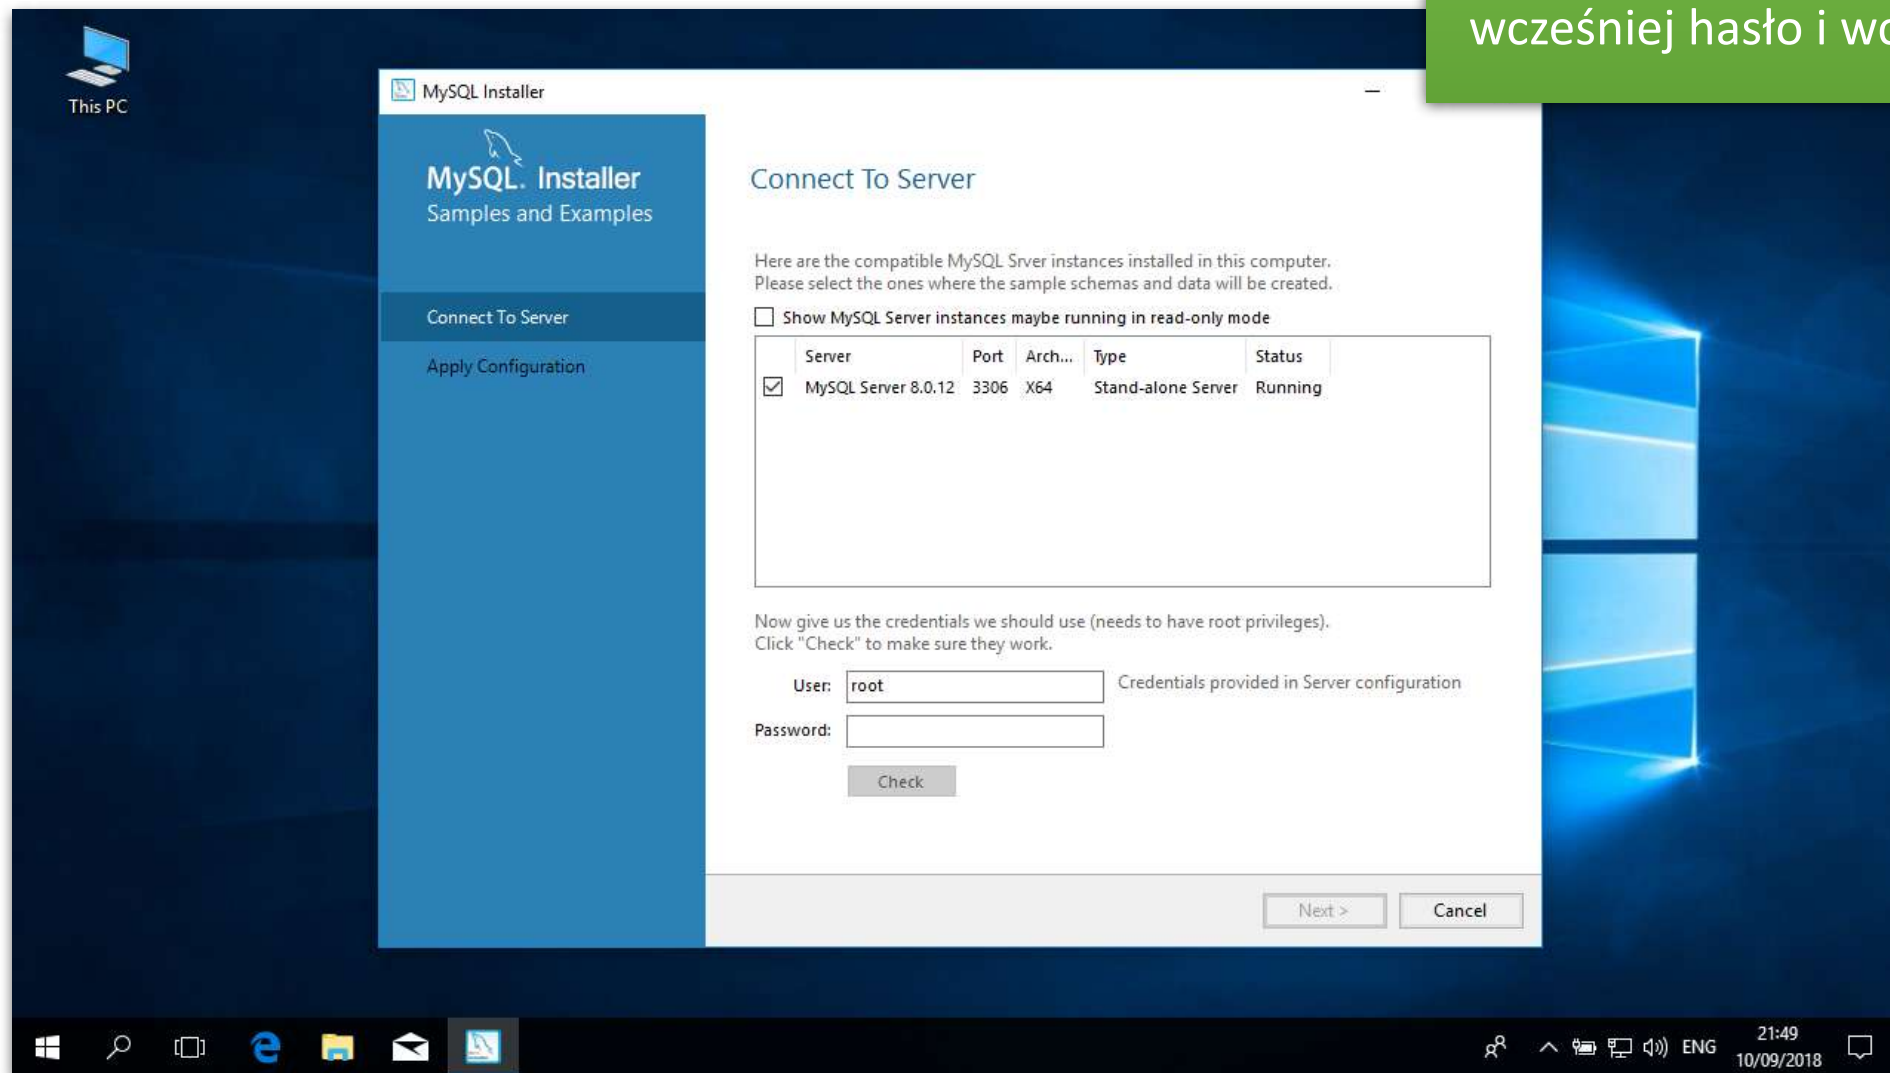 wcześniej hasło i
This PC
MySQL Installer
MySQL. Installer
Samples and Examples
Connect To Server
Apply Configuration
Connect To Server
Here are the compatible MySQL Srver instances installed in this computer.
Please select the ones where the sample schemas and data will be created.
Show MySQL Server instances maybe running in read-only mode
Server Port Arch... Type Status
MySQL Server 8.0.12 3306 X64 Stand-alone Server Running
Now give us the credentials we should use (needs to have root privileges).
Click "Check" to make sure they work.
User: root Credentials provided in Server configuration
Password:
Check
Next > Cancel
ENG
21:49
10/09/2018